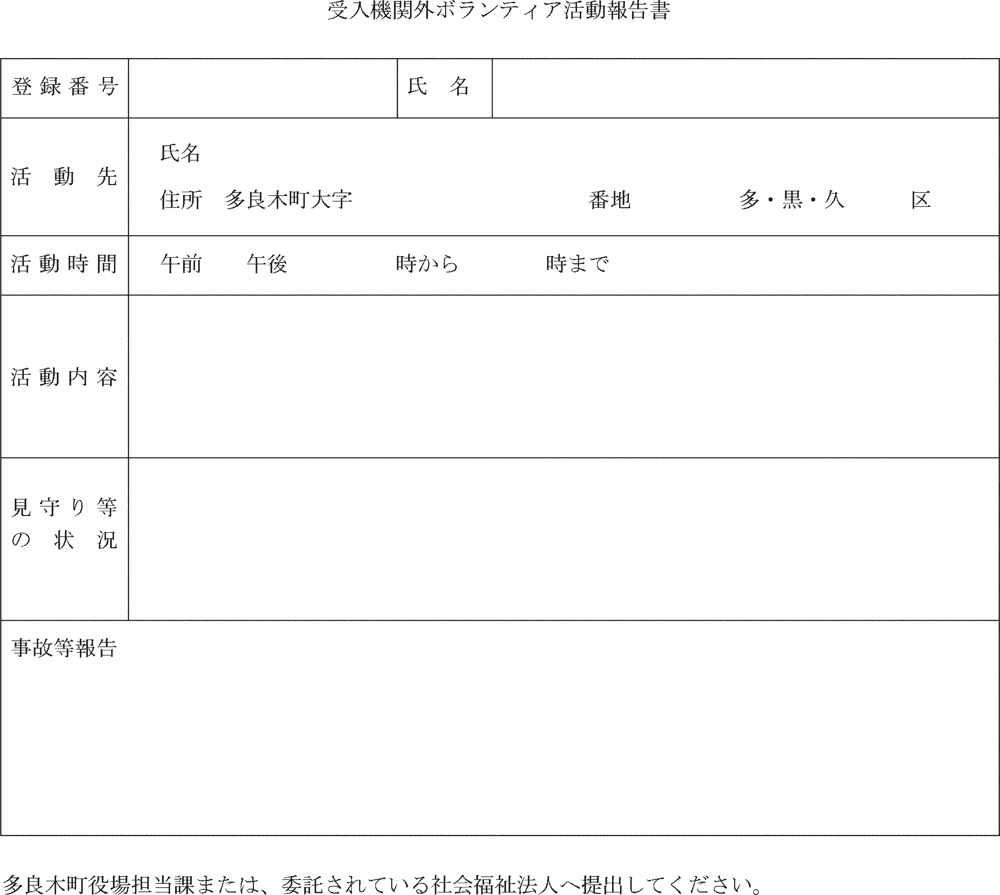 受入機関外ボランティア活動報告書
登録番号 氏 名
活 動 先
氏名
住所 多良木町大字 番地 多・黒・久 区
活動時間 午前 午後 時から 時まで
活動内容
見守り等
の 状 況
事故等報告
多良木町役場担当課または、委託されている社会福祉法人へ提出してください。